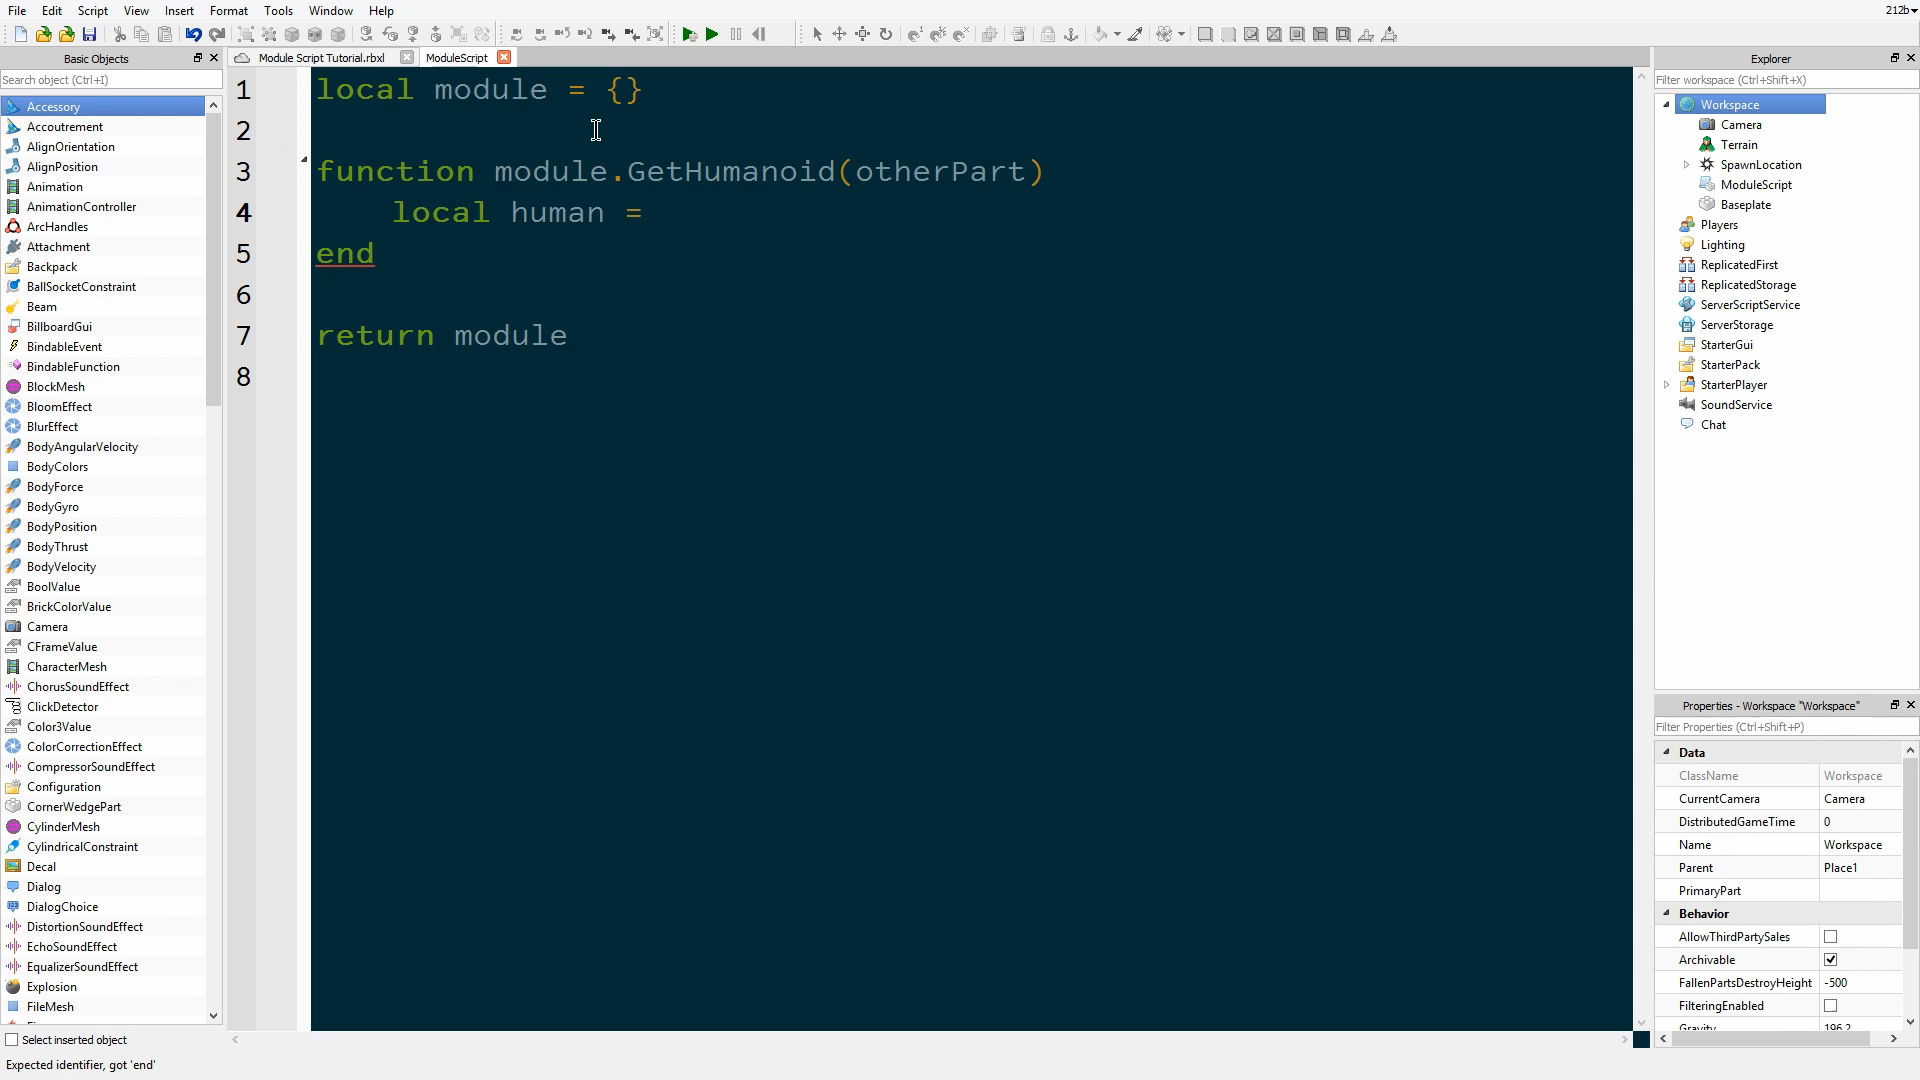 File Edit Script View Insert Format Tools Window Help 212b
Basic Objects
Search object (Ctrl+I)
Accessory
Accoutrement
AlignOrientation
AlignPosition
Animation
AnimationController
ArcHandles
Attachment
Backpack
BallSocketConstraint
Beam
BillboardGui
BindableEvent
BindableFunction
BlockMesh
BloomEffect
BlurEffect
BodyAngularVelocity
BodyColors
BodyForce
BodyGyro
BodyPosition
BodyThrust
BodyVelocity
BoolValue
BrickColorValue
Camera
CFrameValue
CharacterMesh
ChorusSoundEffect
ClickDetector
Color3Value
ColorCorrectionEffect
CompressorSoundEffect
Configuration
CornerWedgePart
CylinderMesh
CylindricalConstraint
Decal
Dialog
DialogChoice
DistortionSoundEffect
EchoSoundEffect
EqualizerSoundEffect
Explosion
FileMesh
Select inserted object
Expected identifier, got 'end'
Module Script Tutorial.rbxl ModuleScript
1 local module = {}
2
3 function module.GetHumanoid(otherPart)
4 local human =
5 end
6
7 return module
8
Explorer
Filter workspace (Ctrl+Shift+X)
Workspace
Camera
Terrain
SpawnLocation
ModuleScript
Baseplate
Players
Lighting
ReplicatedFirst
ReplicatedStorage
ServerScriptService
ServerStorage
StarterGui
StarterPack
StarterPlayer
SoundService
Chat
Properties - Workspace "Workspace"
Filter Properties (Ctrl+Shift+P)
Data
ClassName Workspace
CurrentCamera Camera
DistributedGameTime 0
Name Workspace
Parent Place1
PrimaryPart
Behavior
AllowThirdPartySales
Archivable
FallenPartsDestroyHeight -500
FilteringEnabled
Gravity 196.2